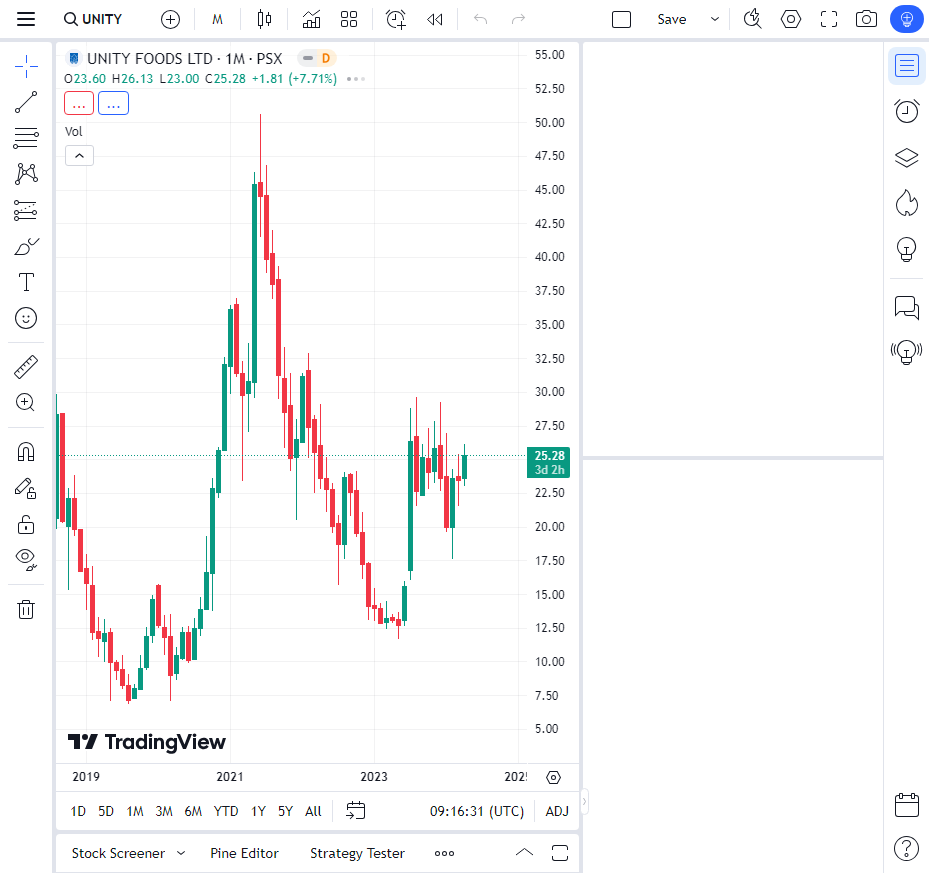 UNITY
M
Save
UNITY FOODS LTD · 1M · PSX
D
O23.60 H26.13 L23.00 C25.28 +1.81 (+7.71%)
... ...
Vol
55.00
52.50
50.00
47.50
45.00
42.50
40.00
37.50
35.00
32.50
30.00
27.50
25.28
3d 2h
22.50
20.00
17.50
15.00
12.50
10.00
7.50
5.00
TradingView
2019 2021 2023
1D 5D 1M 3M 6M YTD 1Y 5Y All 09:16:31 (UTC) ADJ
Stock Screener Pine Editor Strategy Tester